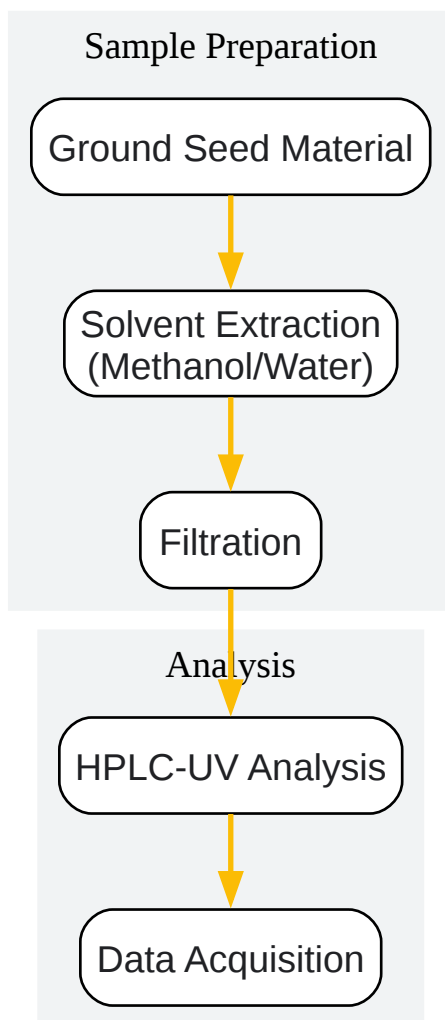 Sample Preparation
Ground Seed Material
Solvent Extraction
(Methanol/Water)
Filtration
Analysis
HPLC-UV Analysis
Data Acquisition